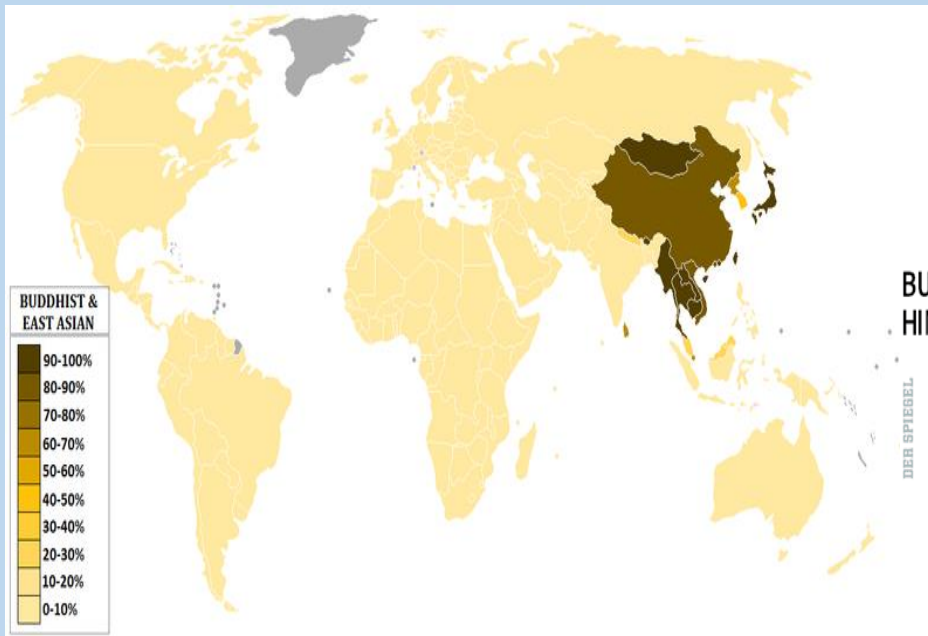 BUDDHIST &
EAST ASIAN
90-100%
80-90%
70-80%
60-70%
50-60%
40-50%
30-40%
20-30%
10-20%
0-10%
BU
HI
DER SPIEGEL